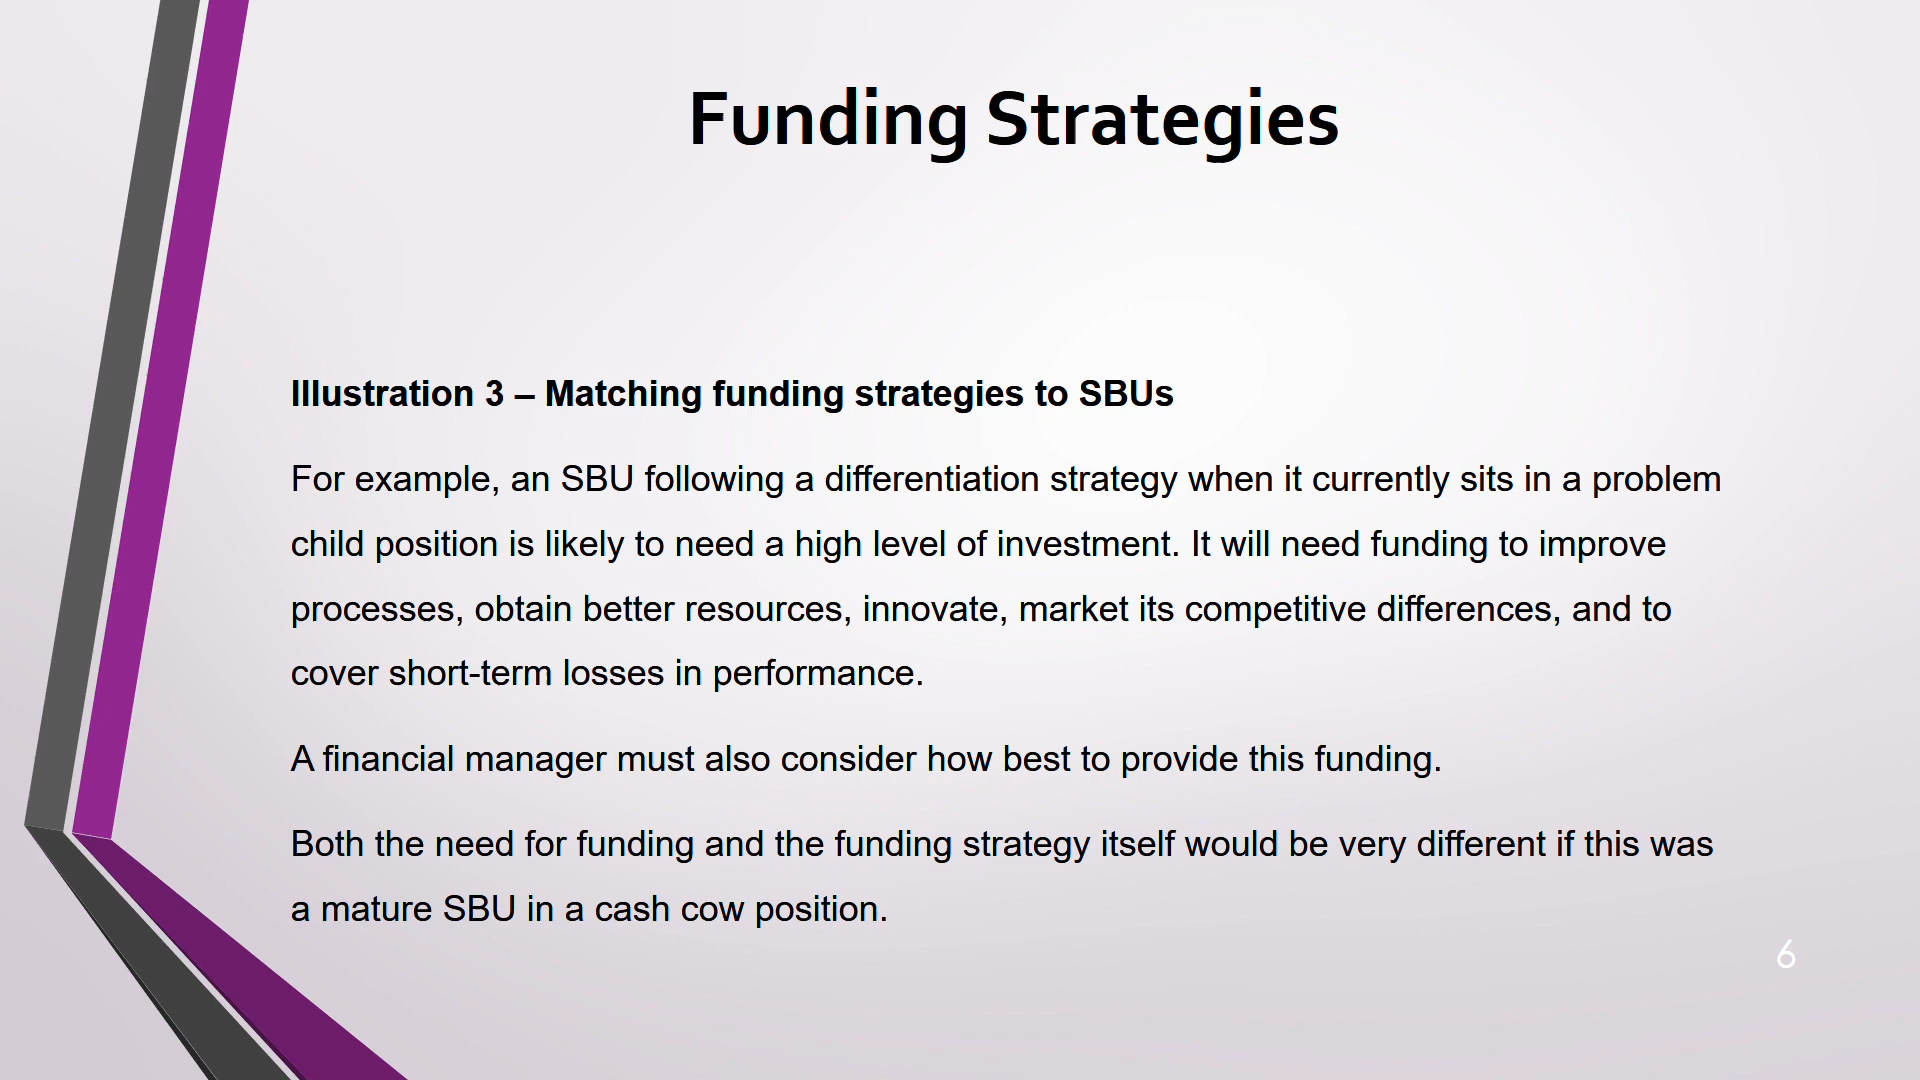 Funding Strategies
Illustration 3 – Matching funding strategies to SBUs
For example, an SBU following a differentiation strategy when it currently sits in a problem
child position is likely to need a high level of investment. It will need funding to improve
processes, obtain better resources, innovate, market its competitive differences, and to
cover short-term losses in performance.
A financial manager must also consider how best to provide this funding.
Both the need for funding and the funding strategy itself would be very different if this was
a mature SBU in a cash cow position.
6